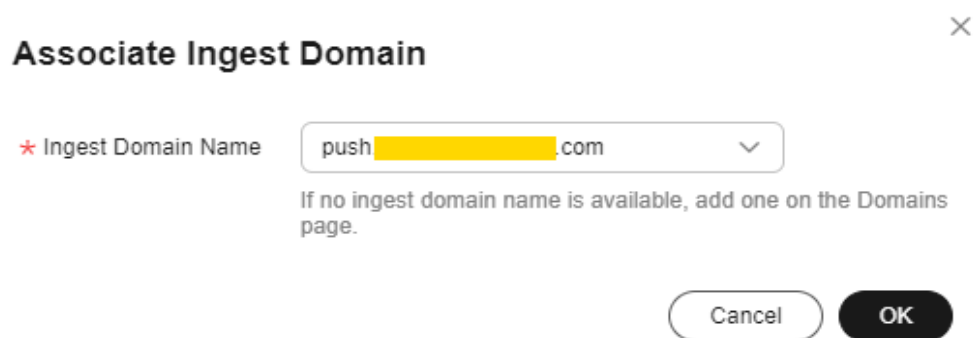 Associate Ingest Domain
* Ingest Domain Name push. .com
If no ingest domain name is available, add one on the Domains
page.
Cancel OK